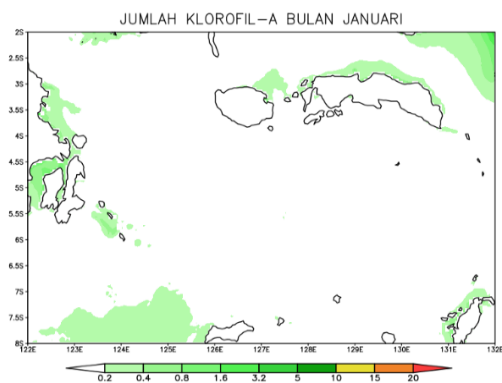 JUMLAH KLOROFIL-A BULAN JANUARI
2S
2.5S
3S
3.5S
4S
4.5S
5S
5.5S
6S
6.5S
7S
7.5S
8S
122E 123E 124E 125E 126E 127E 128E 129E 130E 131E 132E
0.2 0.4 0.8 1.6 3.2 5 10 15 20